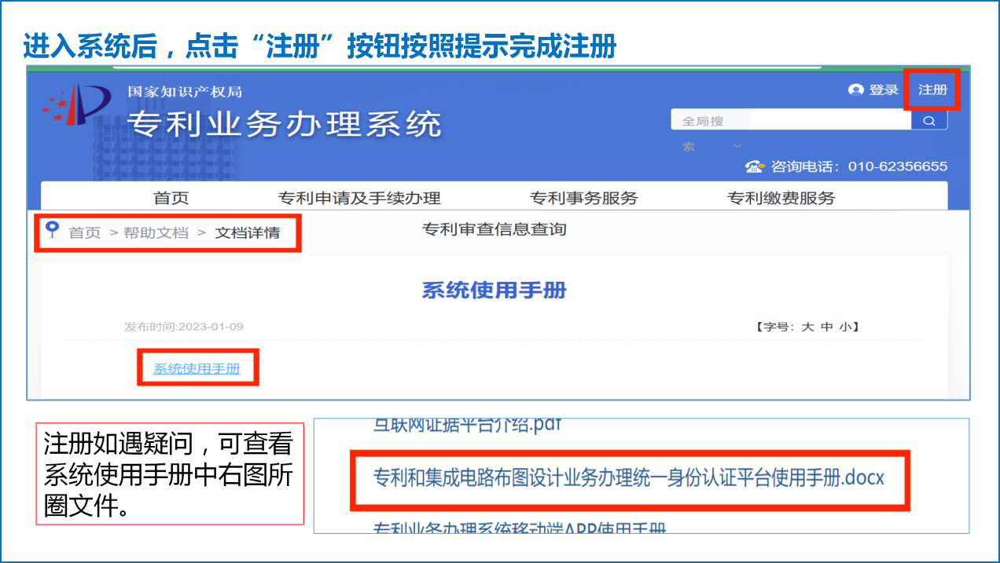 进入系统后，点击“注册”按钮按照提示完成注册
国家知识产权局
专利业务办理系统
登录 注册
全局搜
索
咨询电话：010-62356655
首页 专利申请及手续办理 专利事务服务 专利缴费服务
首页 > 帮助文档 > 文档详情
专利审查信息查询
系统使用手册
发布时间:2023-01-09
【字号：大 中 小】
系统使用手册
注册如遇疑问，可查看
系统使用手册中右图所
圈文件。
互联网证据平台介绍.pdf
专利和集成电路布图设计业务办理统一身份认证平台使用手册.docx
专利业务办理系统移动端APP使用手册